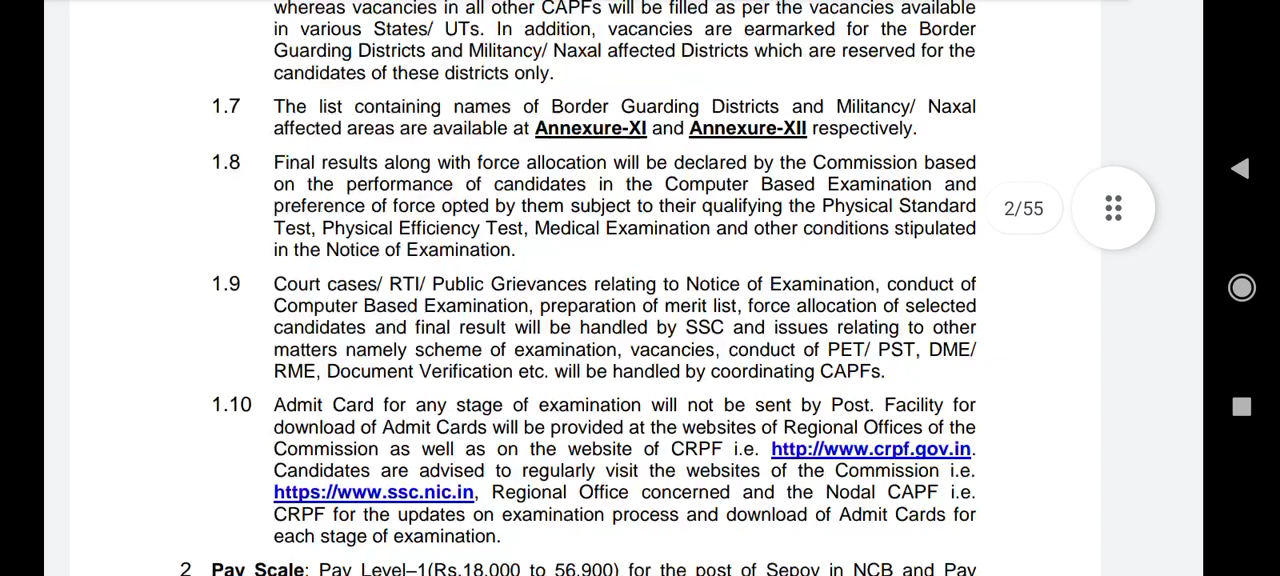 whereas vacancies in all other CAPFs will be filled as per the vacancies available
in various States/ UTs. In addition, vacancies are earmarked for the Border
Guarding Districts and Militancy/ Naxal affected Districts which are reserved for the
candidates of these districts only.
1.7 The list containing names of Border Guarding Districts and Militancy/ Naxal
affected areas are available at Annexure-XI and Annexure-XII respectively.
1.8 Final results along with force allocation will be declared by the Commission based
on the performance of candidates in the Computer Based Examination and
preference of force opted by them subject to their qualifying the Physical Standard
Test, Physical Efficiency Test, Medical Examination and other conditions stipulated
in the Notice of Examination.
2/55
1.9 Court cases/ RTI/ Public Grievances relating to Notice of Examination, conduct of
Computer Based Examination, preparation of merit list, force allocation of selected
candidates and final result will be handled by SSC and issues relating to other
matters namely scheme of examination, vacancies, conduct of PET/ PST, DME/
RME, Document Verification etc. will be handled by coordinating CAPFs.
1.10 Admit Card for any stage of examination will not be sent by Post. Facility for
download of Admit Cards will be provided at the websites of Regional Offices of the
Commission as well as on the website of CRPF i.e. http://www.crpf.gov.in.
Candidates are advised to regularly visit the websites of the Commission i.e.
https://www.ssc.nic.in, Regional Office concerned and the Nodal CAPF i.e.
CRPF for the updates on examination process and download of Admit Cards for
each stage of examination.
2 Pay Scale: Pay Level–1(Rs.18,000 to 56,900) for the post of Sepoy in NCB and Pay